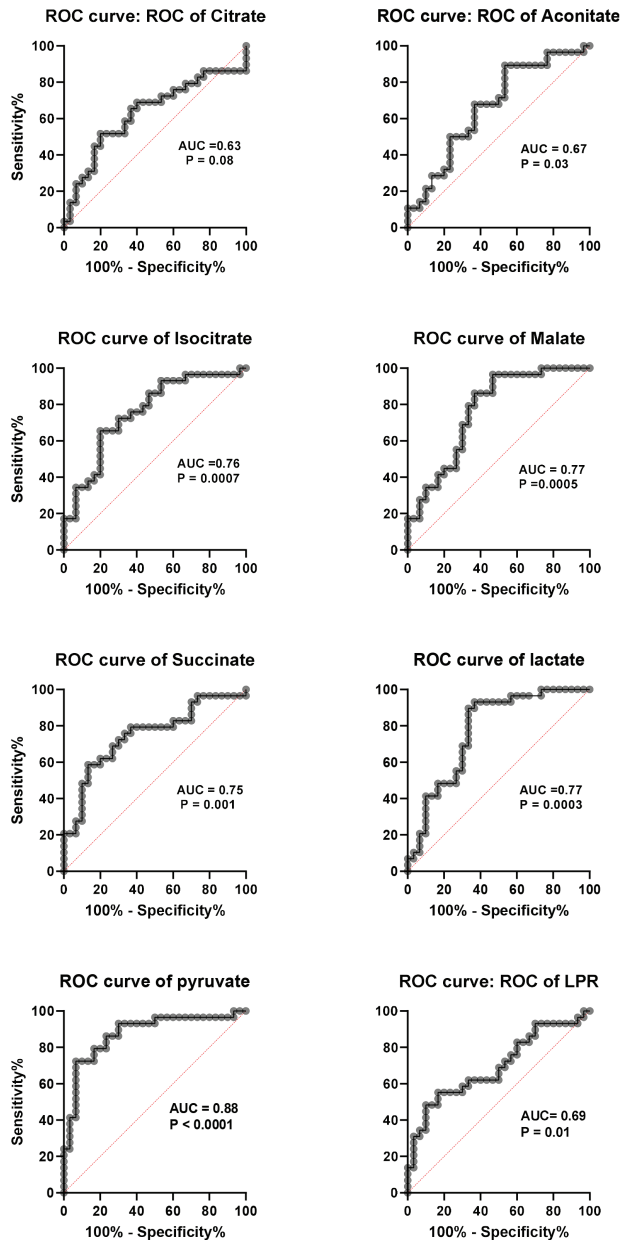 ROC curve: ROC of Citrate
Sensitivity%
100
80
60
40
20
0
AUC =0.63
P = 0.08
0 20 40 60 80 100
100% - Specificity%
ROC curve: ROC of Aconitate
100
80
60
40
20
0
AUC = 0.67
P = 0.03
0 20 40 60 80 100
100% - Specificity%
ROC curve of Isocitrate
Sensitivity%
100
80
60
40
20
0
AUC =0.76
P = 0.0007
0 20 40 60 80 100
100% - Specificity%
ROC curve of Malate
100
80
60
40
20
0
AUC = 0.77
P =0.0005
0 20 40 60 80 100
100% - Specificity%
ROC curve of Succinate
Sensitivity%
100
80
60
40
20
0
AUC = 0.75
P = 0.001
0 20 40 60 80 100
100% - Specificity%
ROC curve of lactate
100
80
60
40
20
0
AUC =0.77
P = 0.0003
0 20 40 60 80 100
100% - Specificity%
ROC curve of pyruvate
Sensitivity%
100
80
60
40
20
0
AUC = 0.88
P < 0.0001
0 20 40 60 80 100
100% - Specificity%
ROC curve: ROC of LPR
100
80
60
40
20
0
AUC= 0.69
P = 0.01
0 20 40 60 80 100
100% - Specificity%